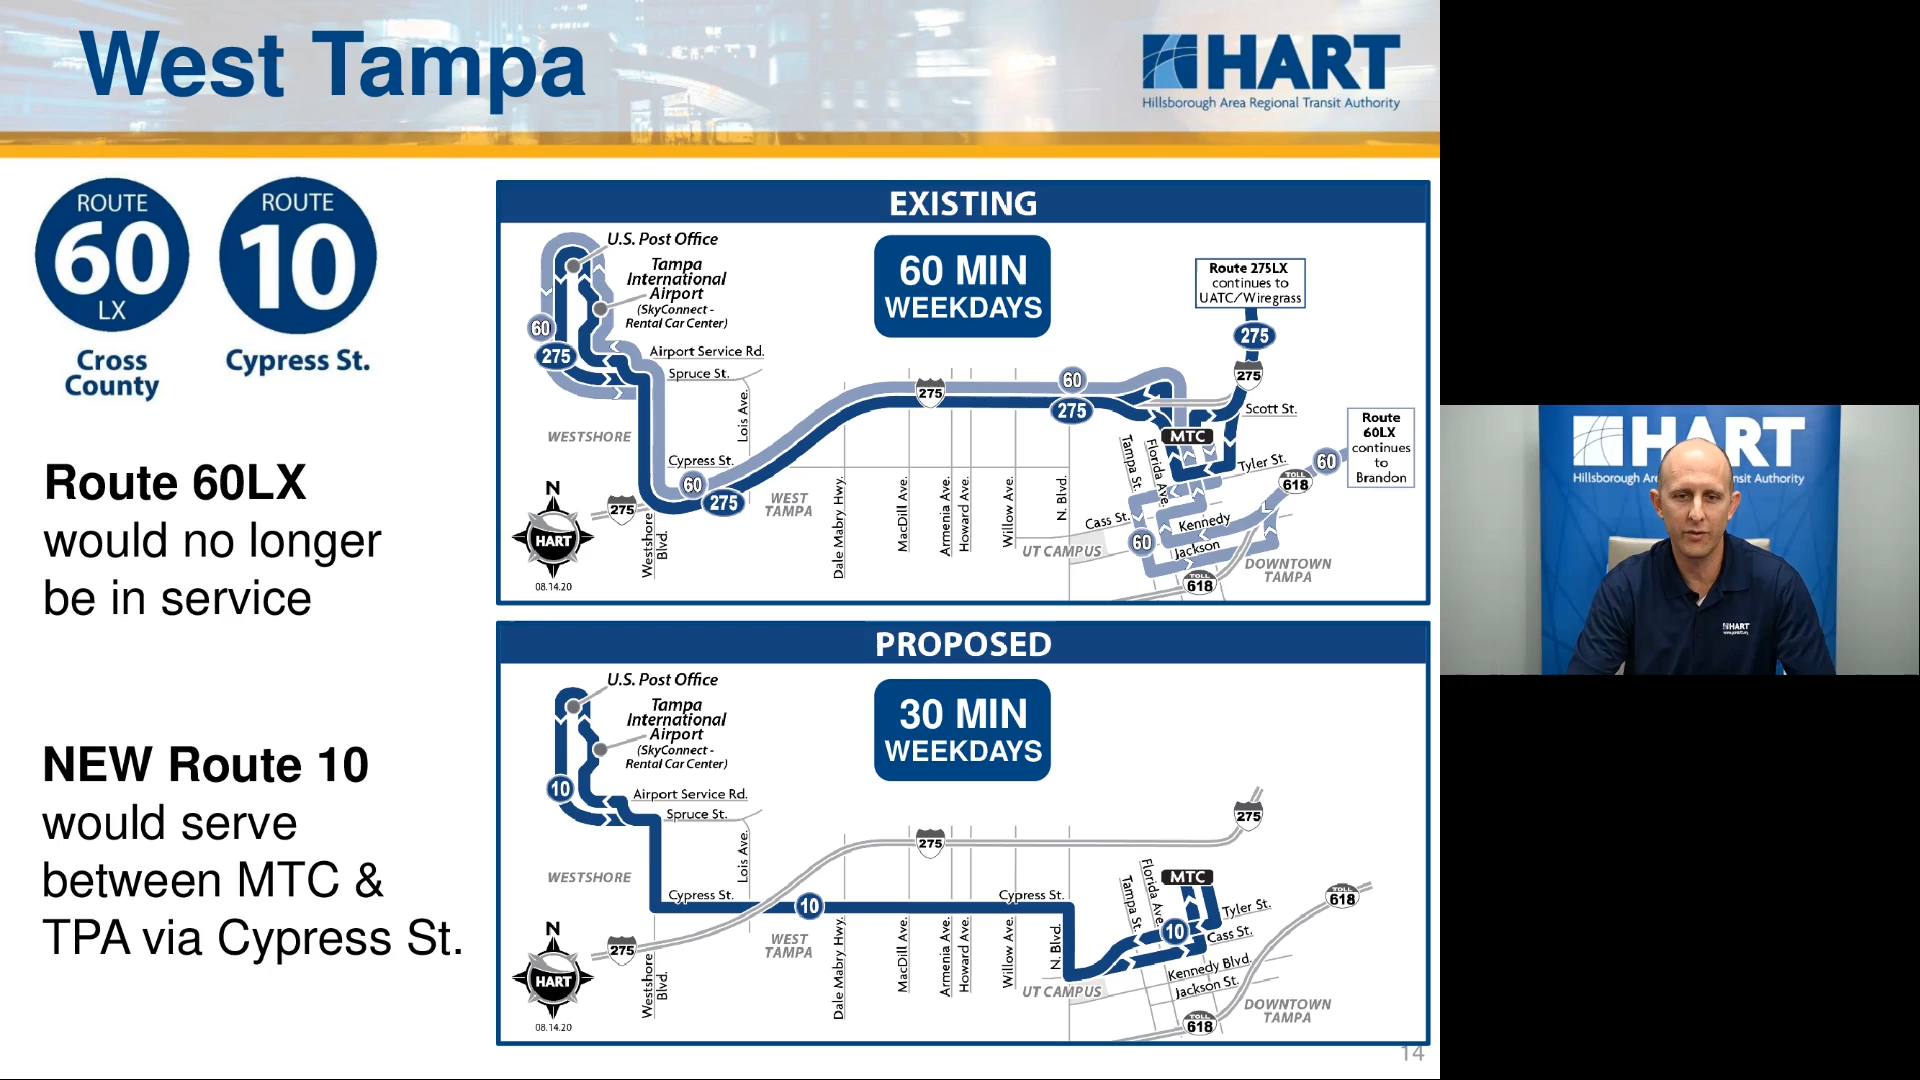 West Tampa
HART
Hillsborough Area Regional Transit Authority
ROUTE
60
LX
Cross
County
ROUTE
10
Cypress St.
Route 60LX
would no longer
be in service
NEW Route 10
would serve
between MTC &
TPA via Cypress St.
EXISTING
60 MIN
WEEKDAYS
U.S. Post Office
Tampa
International
Airport
(SkyConnect -
Rental Car Center)
60
275
Airport Service Rd.
Spruce St.
Lois Ave.
WESTSHORE
Cypress St.
60
275
275
Westshore
Blvd.
WEST
TAMPA
Dale Mabry Hwy.
MacDill Ave.
Armenia Ave.
Howard Ave.
Willow Ave.
N. Blvd.
275
60
275
Route 275LX
continues to
UATC/Wiregrass
275
275
Scott St.
MTC
Tampa St.
Florida Ave.
Tyler St.
TOLL
618
60
Route
60LX
continues
to
Brandon
Cass St.
60
Kennedy
Jackson
UT CAMPUS
DOWNTOWN
TAMPA
TOLL
618
N
HART
08.14.20
PROPOSED
30 MIN
WEEKDAYS
U.S. Post Office
Tampa
International
Airport
(SkyConnect -
Rental Car Center)
10
Airport Service Rd.
Spruce St.
Lois Ave.
WESTSHORE
Cypress St.
10
275
Westshore
Blvd.
WEST
TAMPA
Dale Mabry Hwy.
MacDill Ave.
Armenia Ave.
Howard Ave.
Willow Ave.
N. Blvd.
275
Cypress St.
275
MTC
Tampa St.
Florida Ave.
Tyler St.
10
Cass St.
Kennedy Blvd.
Jackson St.
TOLL
618
UT CAMPUS
DOWNTOWN
TAMPA
TOLL
618
N
HART
08.14.20
14
HART
HART